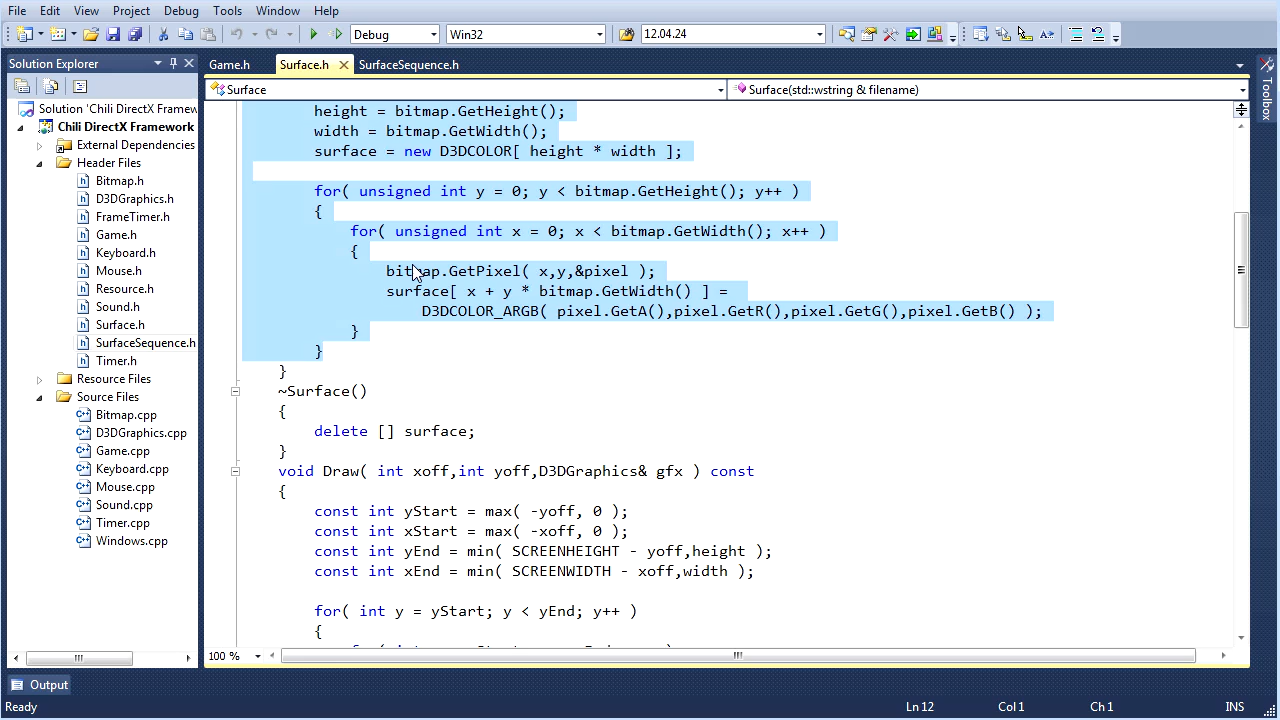 File Edit View Project Debug Tools Window Help
Debug Win32 12.04.24
Solution Explorer
Game.h Surface.h SurfaceSequence.h
Surface Surface(std::wstring & filename)
Toolbox
Solution 'Chili DirectX Framew
Chili DirectX Framework
External Dependencies
Header Files
Bitmap.h
D3DGraphics.h
FrameTimer.h
Game.h
Keyboard.h
Mouse.h
Resource.h
Sound.h
Surface.h
SurfaceSequence.h
Timer.h
Resource Files
Source Files
Bitmap.cpp
D3DGraphics.cpp
Game.cpp
Keyboard.cpp
Mouse.cpp
Sound.cpp
Timer.cpp
Windows.cpp
height = bitmap.GetHeight();
width = bitmap.GetWidth();
surface = new D3DCOLOR[ height * width ];
for( unsigned int y = 0; y < bitmap.GetHeight(); y++ )
{
for( unsigned int x = 0; x < bitmap.GetWidth(); x++ )
{
bitmap.GetPixel( x,y,&pixel );
surface[ x + y * bitmap.GetWidth() ] =
D3DCOLOR_ARGB( pixel.GetA(),pixel.GetR(),pixel.GetG(),pixel.GetB() );
}
}
}
~Surface()
{
delete [] surface;
}
void Draw( int xoff,int yoff,D3DGraphics& gfx ) const
{
const int yStart = max( -yoff, 0 );
const int xStart = max( -xoff, 0 );
const int yEnd = min( SCREENHEIGHT - yoff,height );
const int xEnd = min( SCREENWIDTH - xoff,width );
for( int y = yStart; y < yEnd; y++ )
{
100 %
Output
Ready Ln 12 Col 1 Ch 1 INS